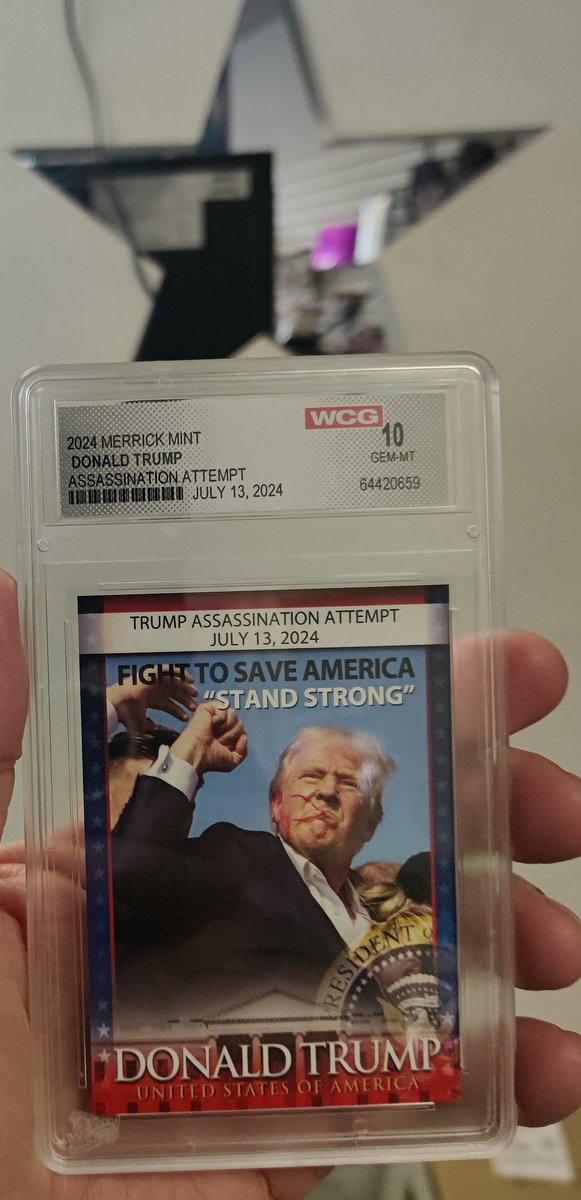 WCG
2024 MERRICK MINT
10
DONALD TRUMP
GEM-MT
ASSASSINATION ATTEMPT
64420659
JULY 13, 2024
TRUMP ASSASSINATION ATTEMPT
JULY 13, 2024
FIGHT TO SAVE AMERICA
“STAND STRONG”
PRESIDENT O
DONALD TRUMP
UNITED STATES OF AMERICA